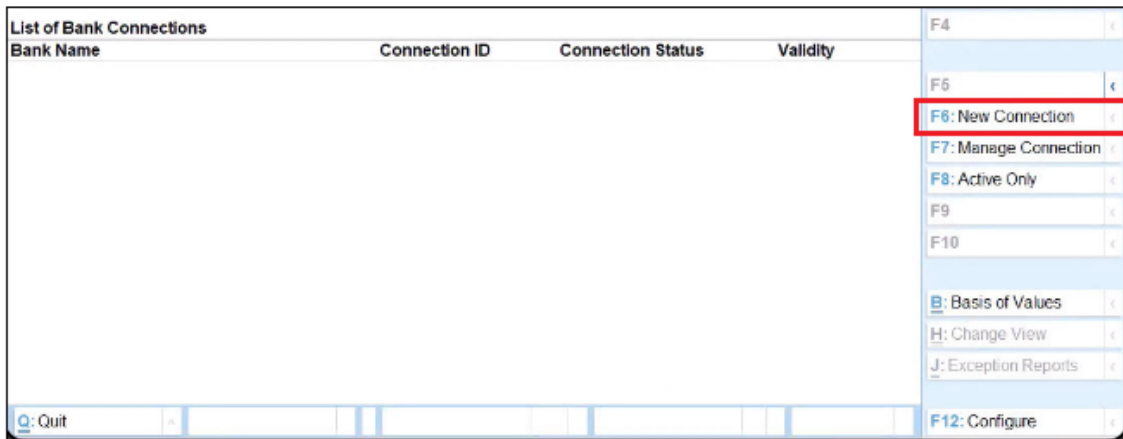 List of Bank Connections
Bank Name Connection ID Connection Status Validity
F4
F5
F6: New Connection
F7: Manage Connection
F8: Active Only
F9
F10
B: Basis of Values
H: Change View
J: Exception Reports
F12: Configure
Q: Quit